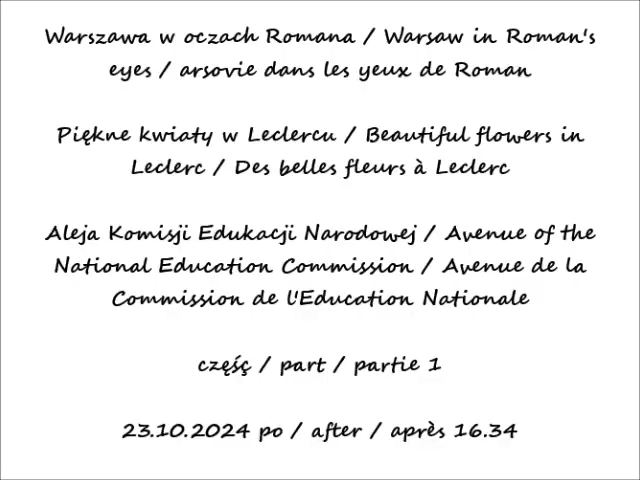 Warszawa w oczach Romana / Warsaw in Roman's
eyes / arsovie dans les yeux de Roman
Piękne kwiaty w Leclercu / Beautiful flowers in
Leclerc / Des belles fleurs à Leclerc
Aleja Komisji Edukacji Narodowej / Avenue of the
National Education Commission / Avenue de la
Commission de l'Education Nationale
częśç / part / partie 1
23.10.2024 po / after / après 16.34